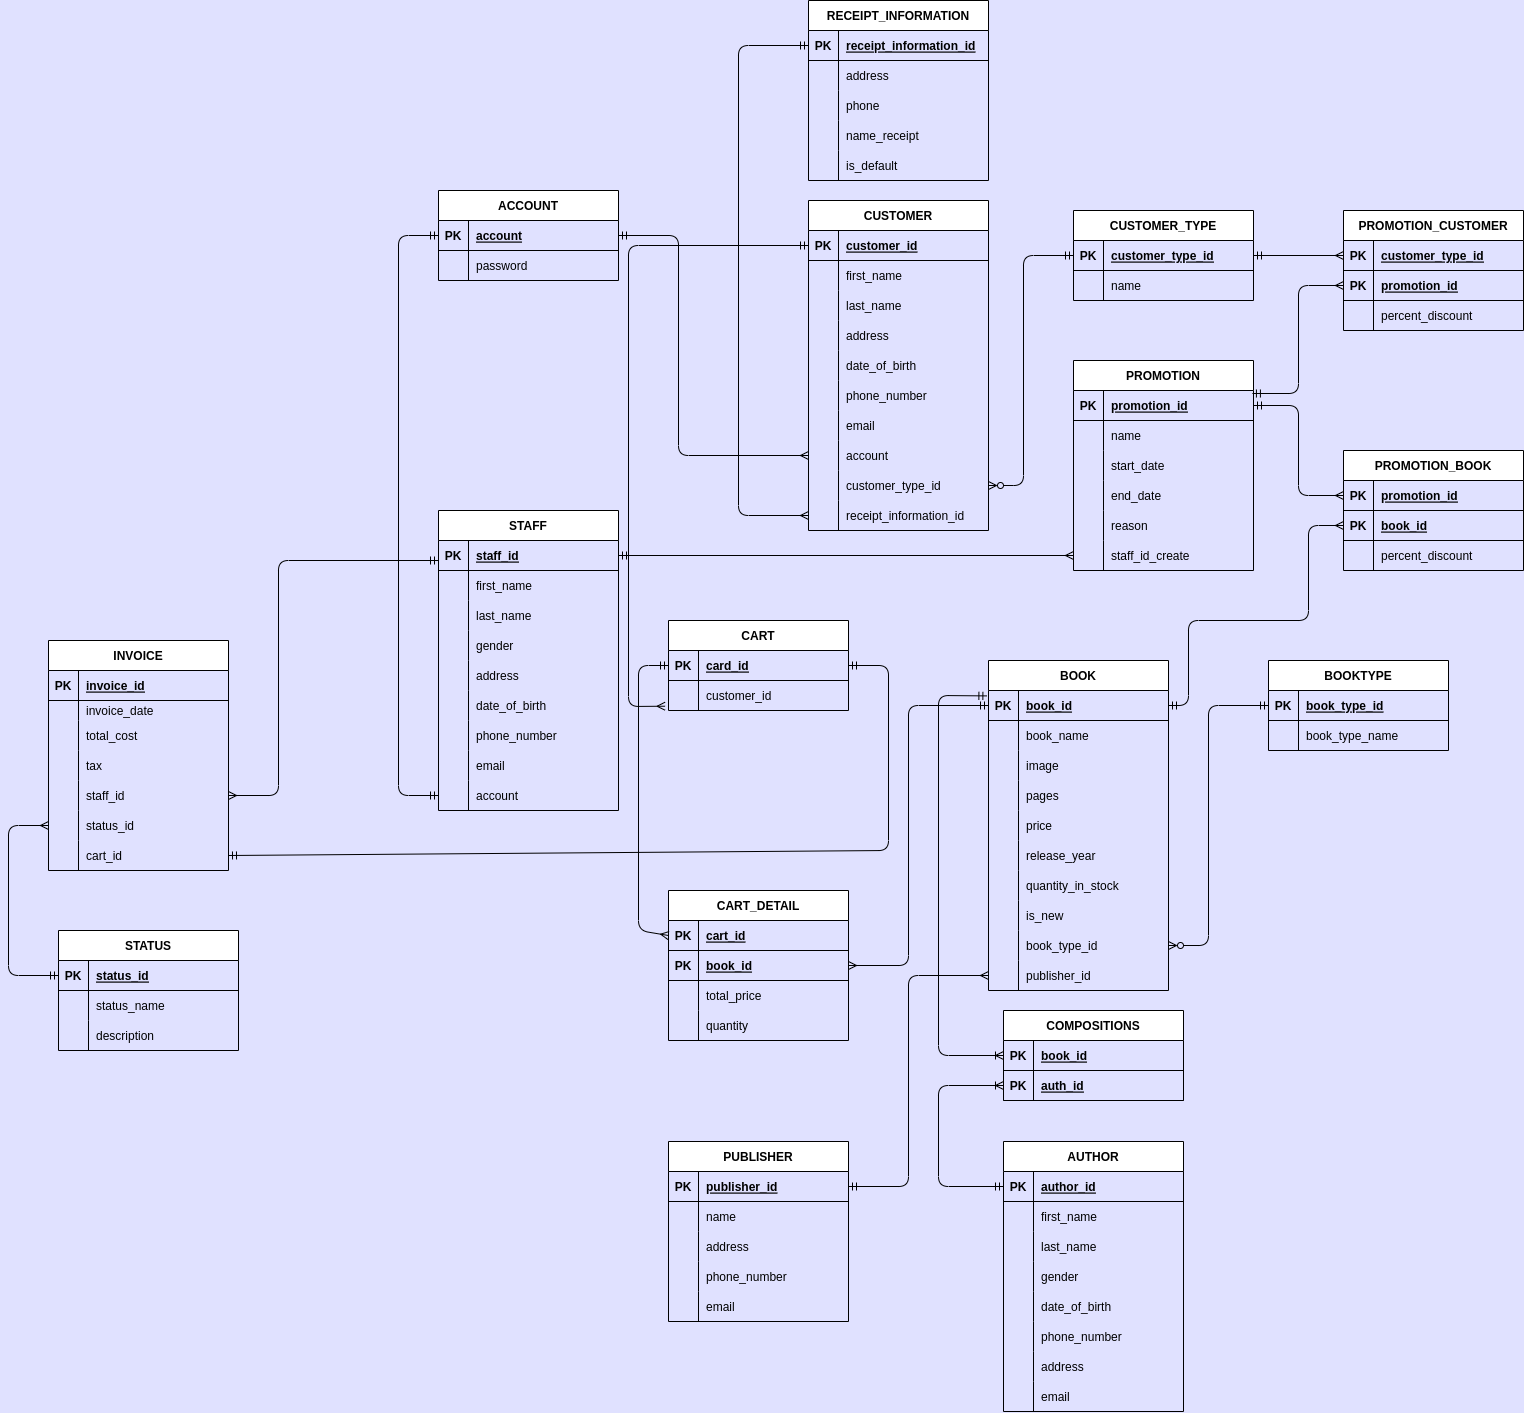 RECEIPT_INFORMATION
PK receipt_information_id
address
phone
name_receipt
is_default
ACCOUNT
PK account
password
CUSTOMER
PK customer_id
first_name
last_name
address
date_of_birth
phone_number
email
account
customer_type_id
receipt_information_id
CUSTOMER_TYPE
PK customer_type_id
name
PROMOTION_CUSTOMER
PK customer_type_id
PK promotion_id
percent_discount
PROMOTION
PK promotion_id
name
start_date
end_date
reason
staff_id_create
PROMOTION_BOOK
PK promotion_id
PK book_id
percent_discount
STAFF
PK staff_id
first_name
last_name
gender
address
date_of_birth
phone_number
email
account
INVOICE
PK invoice_id
invoice_date
total_cost
tax
staff_id
status_id
cart_id
CART
PK card_id
customer_id
BOOK
PK book_id
book_name
image
pages
price
release_year
quantity_in_stock
is_new
book_type_id
publisher_id
BOOKTYPE
PK book_type_id
book_type_name
STATUS
PK status_id
status_name
description
CART_DETAIL
PK cart_id
PK book_id
total_price
quantity
COMPOSITIONS
PK book_id
PK auth_id
PUBLISHER
PK publisher_id
name
address
phone_number
email
AUTHOR
PK author_id
first_name
last_name
gender
date_of_birth
phone_number
address
email